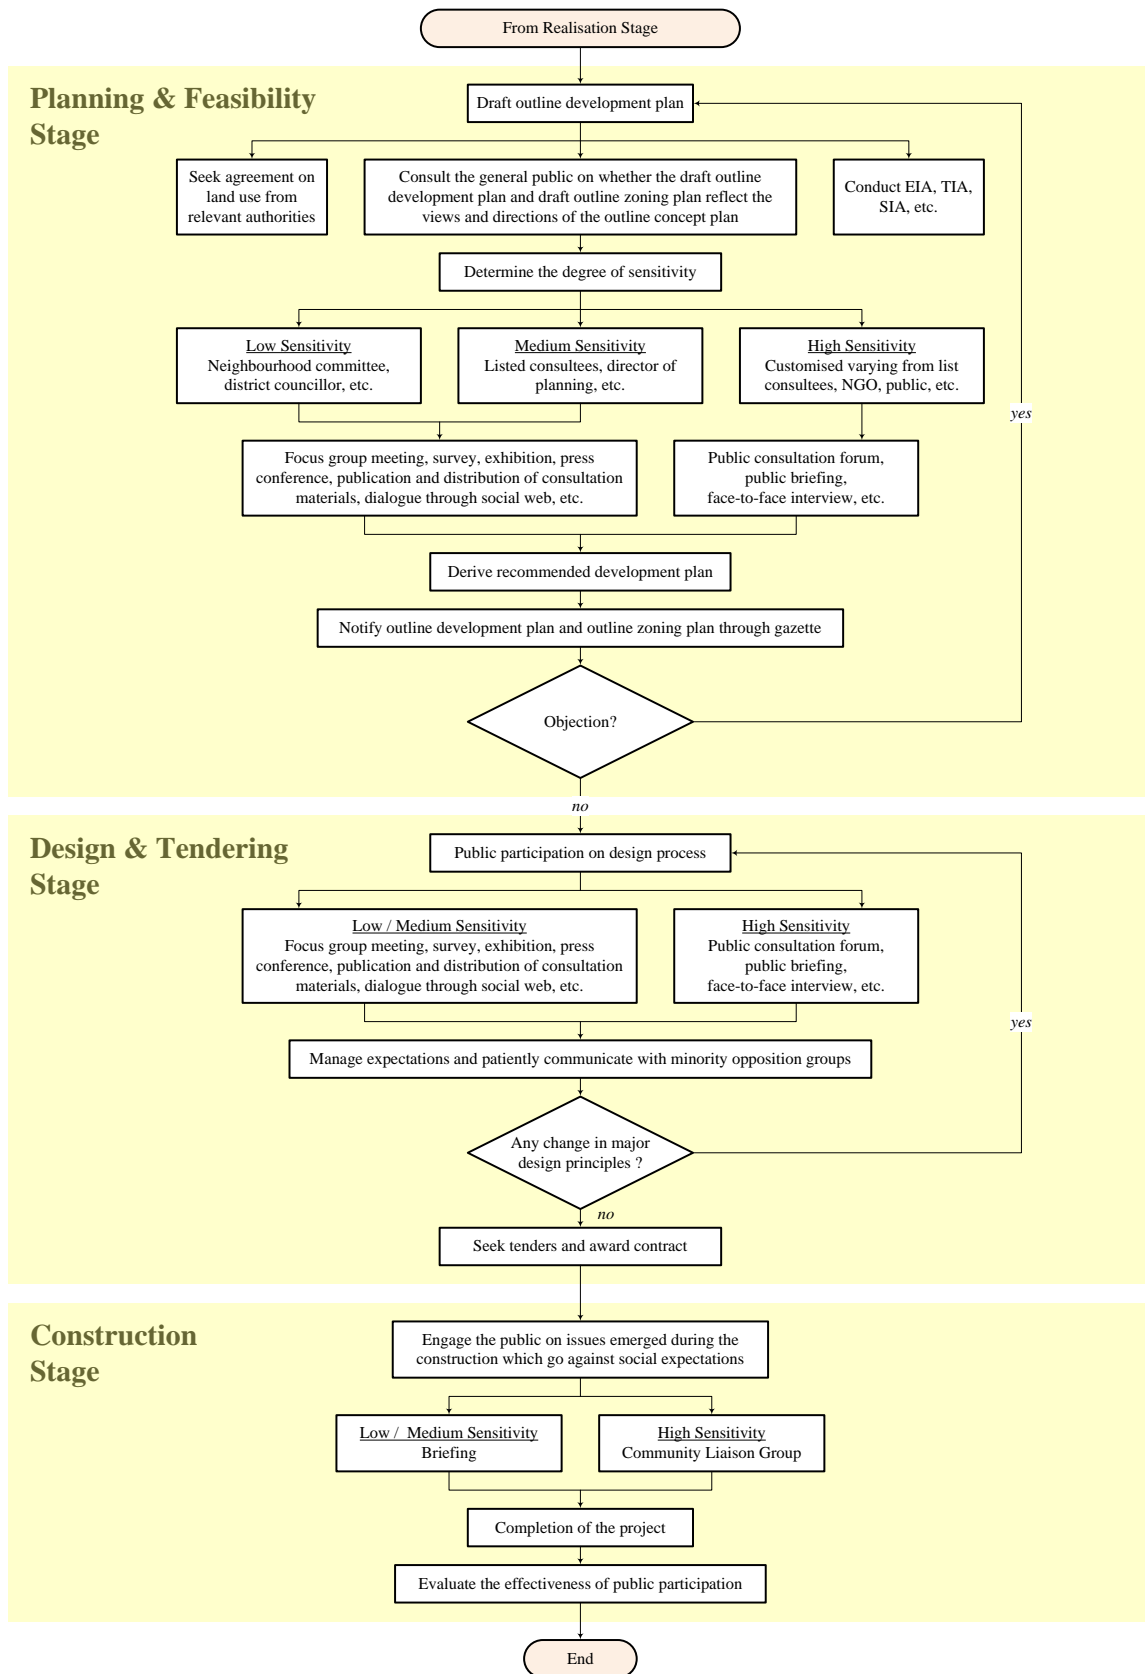 From Realisation Stage
Planning & Feasibility
Stage
Draft outline development plan
Seek agreement on
land use from
relevant authorities
Consult the general public on whether the draft outline
development plan and draft outline zoning plan reflect the
views and directions of the outline concept plan
Conduct EIA, TIA,
SIA, etc.
Determine the degree of sensitivity
Low Sensitivity
Neighbourhood committee,
district councillor, etc.
Medium Sensitivity
Listed consultees, director of
planning, etc.
High Sensitivity
Customised varying from list
consultees, NGO, public, etc.
yes
Focus group meeting, survey, exhibition, press
conference, publication and distribution of consultation
materials, dialogue through social web, etc.
Public consultation forum,
public briefing,
face-to-face interview, etc.
Derive recommended development plan
Notify outline development plan and outline zoning plan through gazette
Objection?
no
Design & Tendering
Stage
Public participation on design process
Low / Medium Sensitivity
Focus group meeting, survey, exhibition, press
conference, publication and distribution of consultation
materials, dialogue through social web, etc.
High Sensitivity
Public consultation forum,
public briefing,
face-to-face interview, etc.
yes
Manage expectations and patiently communicate with minority opposition groups
Any change in major
design principles ?
no
Seek tenders and award contract
Construction
Stage
Engage the public on issues emerged during the
construction which go against social expectations
Low /  Medium Sensitivity
Briefing
High Sensitivity
Community Liaison Group
Completion of the project
Evaluate the effectiveness of public participation
End